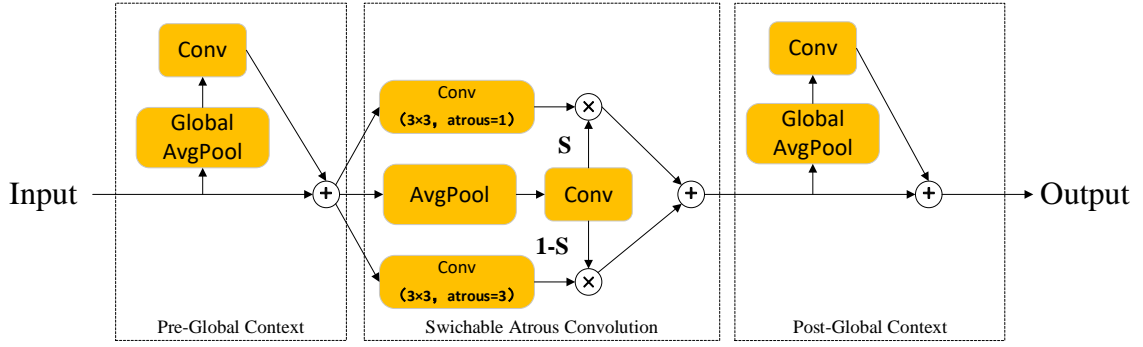 Input
Conv
Global
AvgPool
+
Pre-Global Context
Conv
(3×3, atrous=1)
×
S
AvgPool
Conv
1-S
Conv
(3×3, atrous=3)
×
+
Swichable Atrous Convolution
Conv
Global
AvgPool
+
Post-Global Context
Output